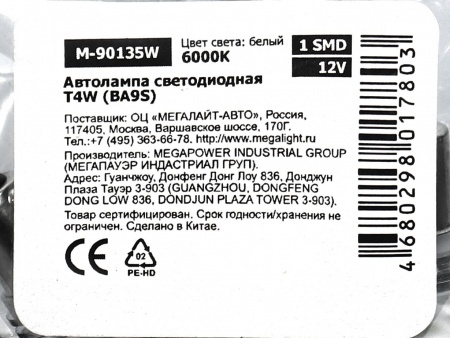 M-90135W
Цвет света: белый
6000K
1 SMD
12V
Автолампа светодиодная
T4W (BA9S)
Поставщик: ОЦ «МЕГАЛАЙТ-АВТО», Россия,
117405, Москва, Варшавское шоссе, 170Г.
Тел.:+7 (495) 363-66-78. http://www.megalight.ru
Производитель: MEGAPOWER INDUSTRIAL GROUP
(МЕГАПАУЭР ИНДАСТРИАЛ ГРУП).
Адрес: Гуанчжоу, Донфенг Донг Лоу 836, Донджун
Плаза Тауэр 3-903 (GUANGZHOU, DONGFENG
DONG LOW 836, DONDJUN PLAZA TOWER 3-903).
Товар сертифицирован. Срок годности/хранения не
ограничен. Сделано в Китае.
CE
02
PE-HD
4680298017803